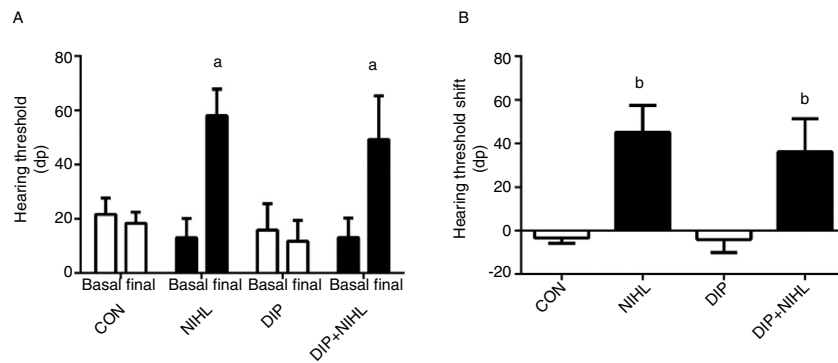 A
Hearing threshold
(dp)
80
60
40
20
0
a
a
Basal final Basal final Basal final Basal final
CON
NIHL
DIP
DIP+NIHL
B
Hearing threshold shift
(dp)
80
60
40
20
0
-20
b
b
CON
NIHL
DIP
DIP+NIHL